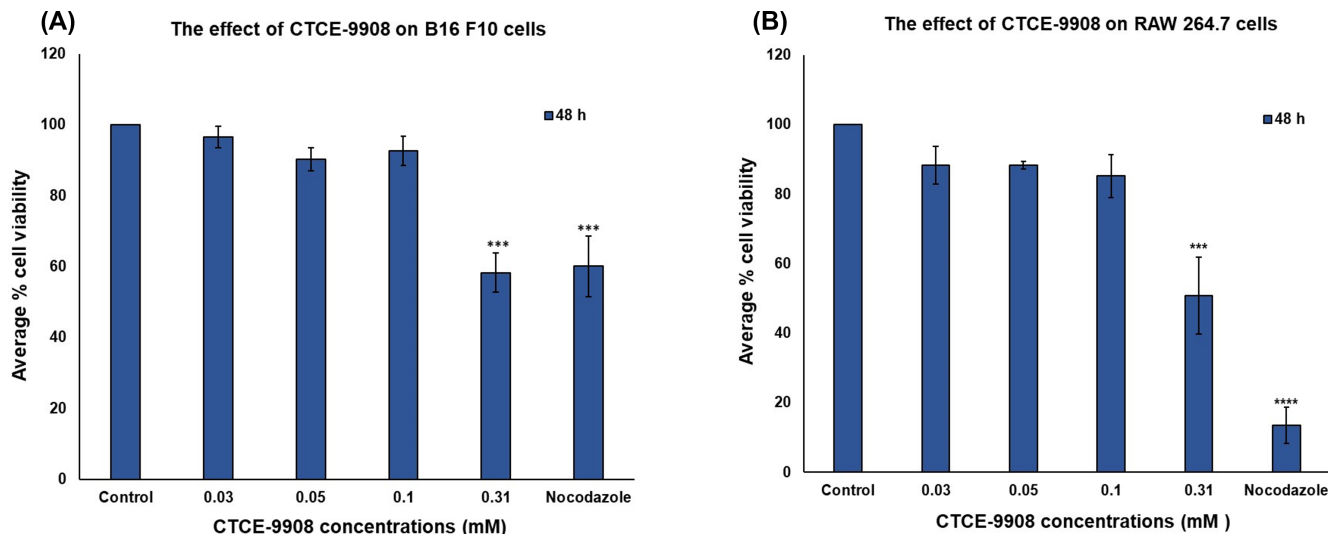 (A)
The effect of CTCE-9908 on B16 F10 cells
120
100
80
60
40
20
0
Average % cell viability
48 h
***
***
Control 0.03 0.05 0.1 0.31 Nocodazole
CTCE-9908 concentrations (mM)
(B)
The effect of CTCE-9908 on RAW 264.7 cells
120
100
80
60
40
20
0
Average % cell viability
48 h
***
****
Control 0.03 0.05 0.1 0.31 Nocodazole
CTCE-9908 concentrations (mM )